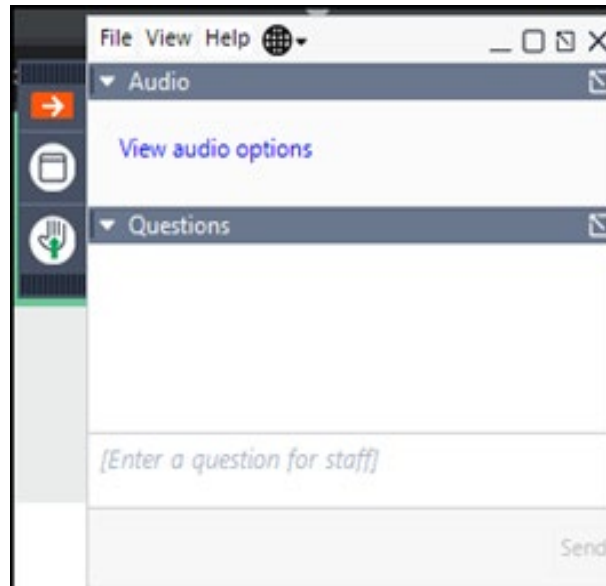 File View Help
Audio
View audio options
Questions
[Enter a question for staff]
Send